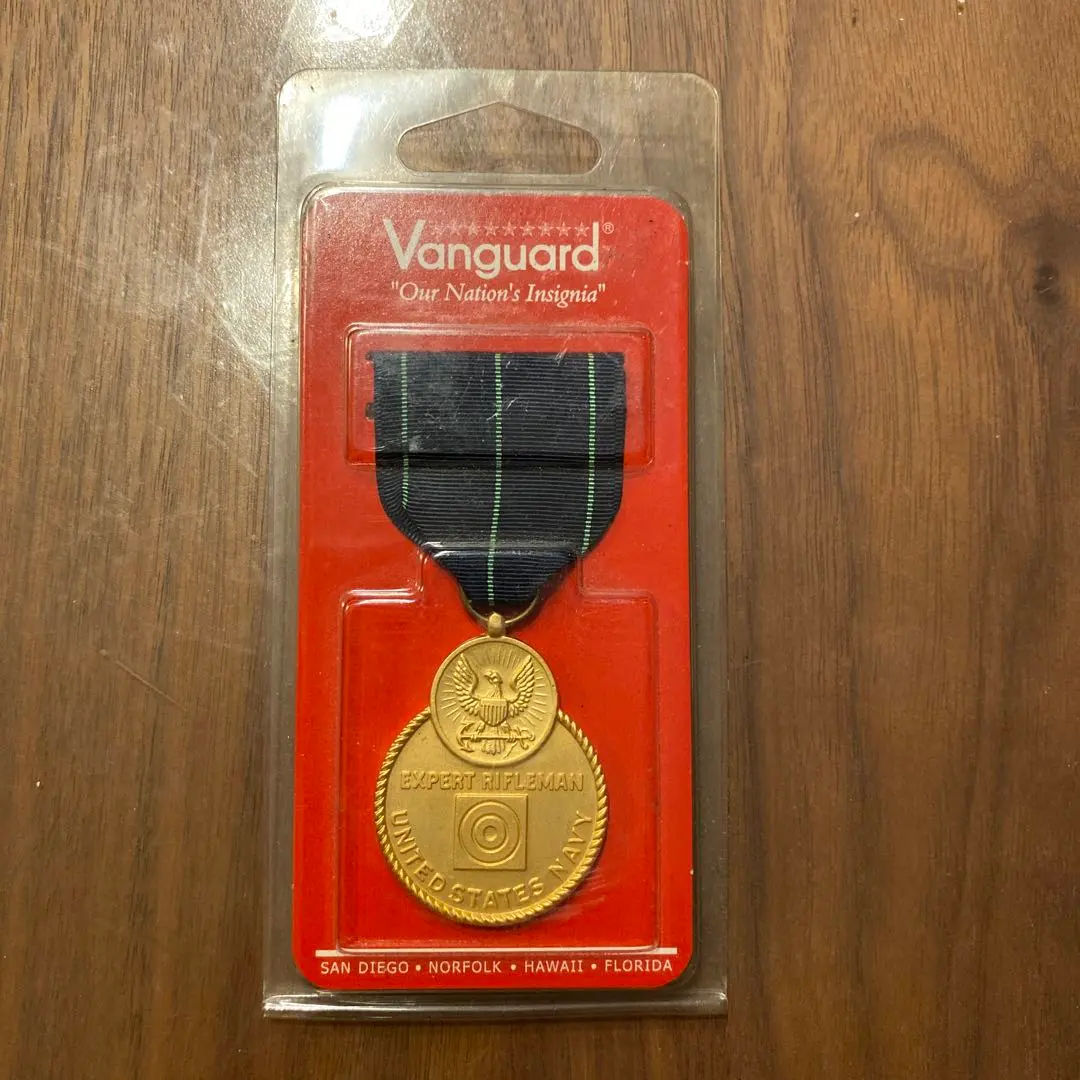 Vanguard®
"Our Nation's Insignia"
EXPERT RIFLEMAN
UNITED STATES NAVY
SAN DIEGO • NORFOLK • HAWAII • FLORIDA